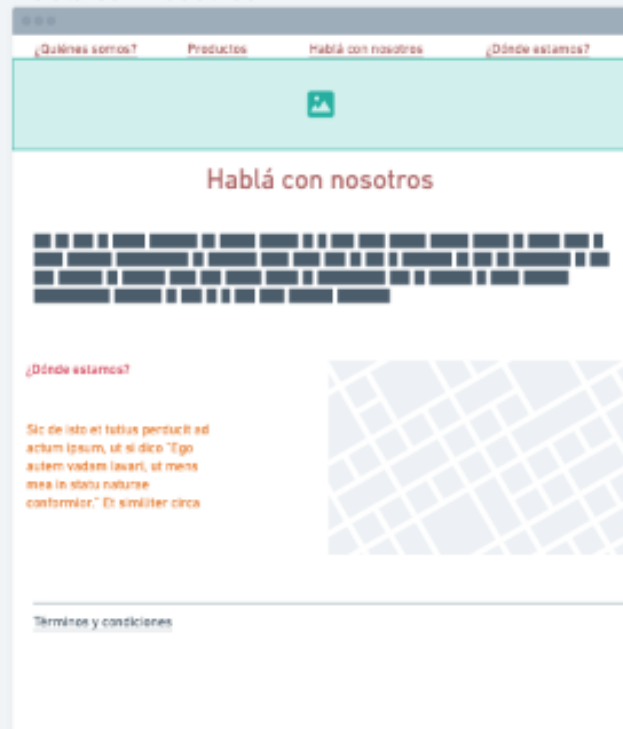 ¿Quiénes somos? Productos Hablá con nosotros ¿Dónde estamos?
Hablá con nosotros
¿Dónde estamos?
Sic de isto et tutius perducit ad
actum ipsum, ut si dico "Ego
autem vadam lavari, ut mens
mea in statu naturae
conformior." Et similiter circa
Términos y condiciones